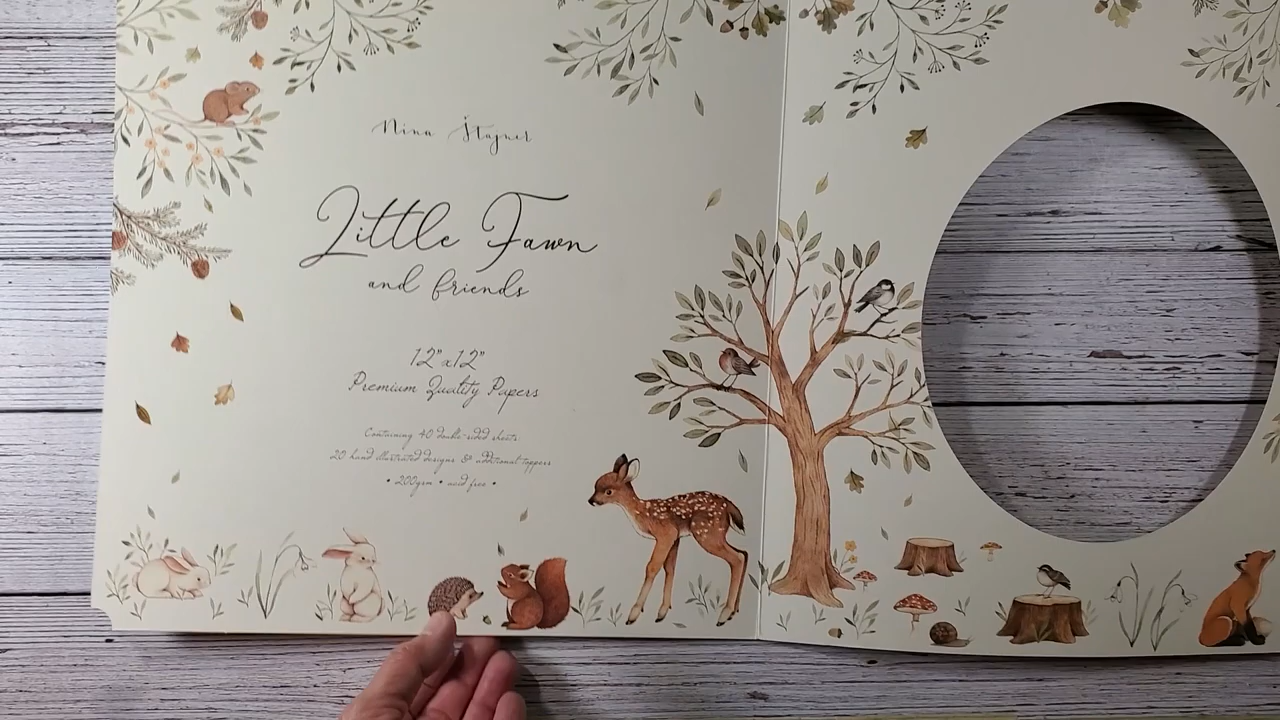 Nina Štajner
Little Fawn
and friends
12"x12"
Premium Quality Papers
Containing 40 double-sided sheets
20 hand illustrated designs & additional toppers
• 200gsm • acid free •